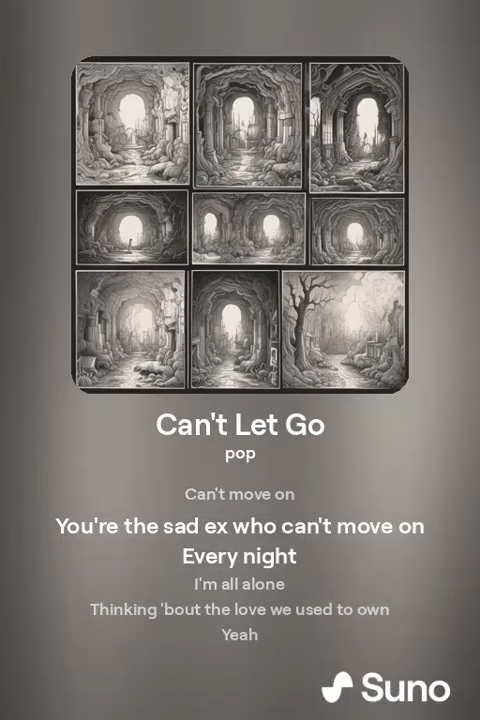 Can't Let Go
pop
Can't move on
You're the sad ex who can't move on
Every night
I'm all alone
Thinking 'bout the love we used to own
Yeah
Suno